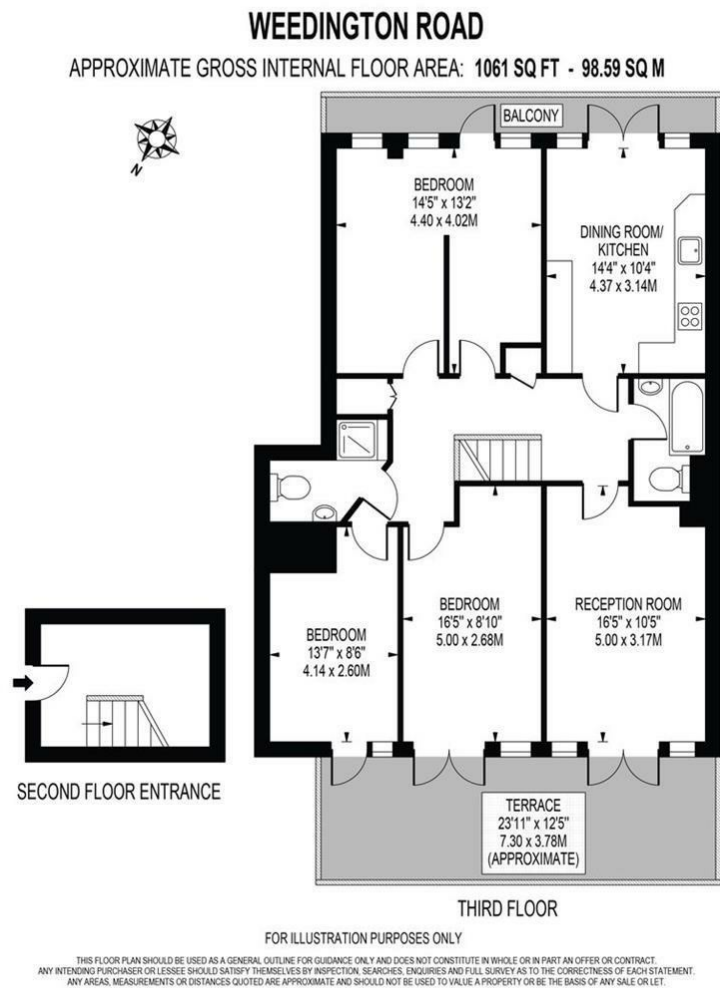 WEEDINGTON ROAD
APPROXIMATE GROSS INTERNAL FLOOR AREA: 1061 SQ FT - 98.59 SQ M
N
BALCONY
BEDROOM
14'5" x 13'2"
4.40 x 4.02M
DINING ROOM/
KITCHEN
14'4" x 10'4"
4.37 x 3.14M
BEDROOM
13'7" x 8'6"
4.14 x 2.60M
BEDROOM
16'5" x 8'10"
5.00 x 2.68M
RECEPTION ROOM
16'5" x 10'5"
5.00 x 3.17M
SECOND FLOOR ENTRANCE
TERRACE
23'11" x 12'5"
7.30 x 3.78M
(APPROXIMATE)
THIRD FLOOR
FOR ILLUSTRATION PURPOSES ONLY
THIS FLOOR PLAN SHOULD BE USED AS A GENERAL OUTLINE FOR GUIDANCE ONLY AND DOES NOT CONSTITUTE IN WHOLE OR IN PART AN OFFER OR CONTRACT.
ANY INTENDING PURCHASER OR LESSEE SHOULD SATISFY THEMSELVES BY INSPECTION, SEARCHES, ENQUIRIES AND FULL SURVEY AS TO THE CORRECTNESS OF EACH STATEMENT.
ANY AREAS, MEASUREMENTS OR DISTANCES QUOTED ARE APPROXIMATE AND SHOULD NOT BE USED TO VALUE A PROPERTY OR BE THE BASIS OF ANY SALE OR LET.